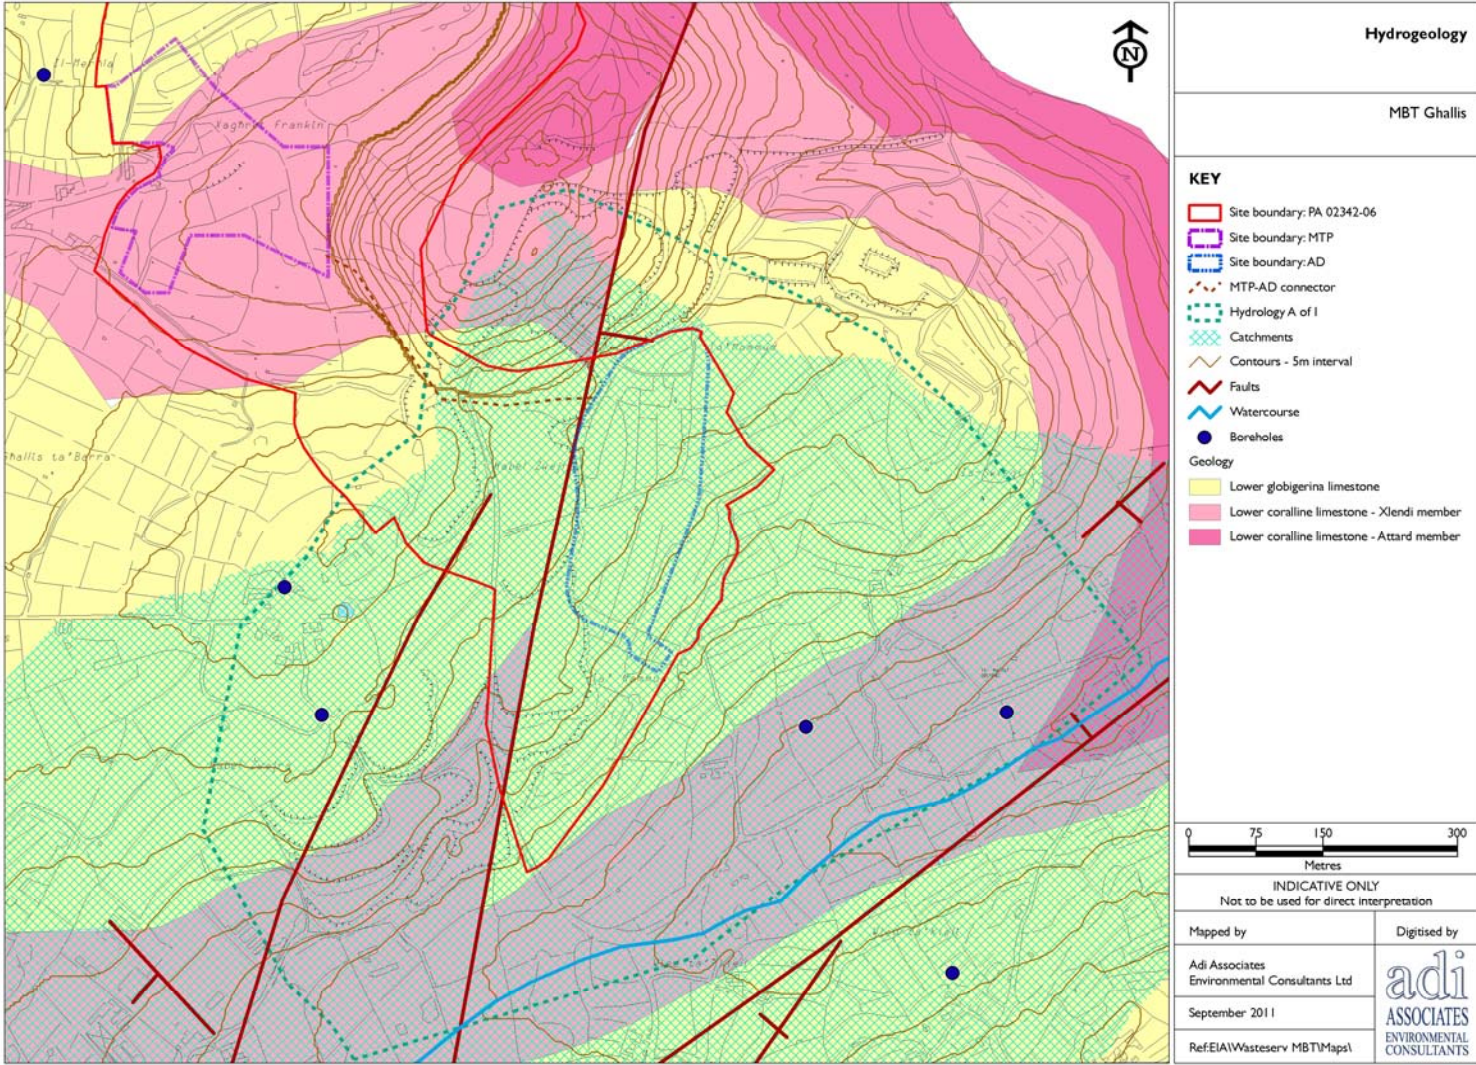 Hydrogeology
MBT Ghallis
N
KEY
Site boundary: PA 02342-06
Site boundary: MTP
Site boundary: AD
MTP-AD connector
Hydrology A of I
Catchments
Contours - 5m interval
Faults
Watercourse
Boreholes
Geology
Lower globigerina limestone
Lower coralline limestone - Xlendi member
Lower coralline limestone - Attard member
0 75 150 300
Metres
INDICATIVE ONLY
Not to be used for direct interpretation
Mapped by
Digitised by
Adi Associates
Environmental Consultants Ltd
September 2011
Ref:EIA\Wasteserv MBT\Maps\
adi
ASSOCIATES
ENVIRONMENTAL
CONSULTANTS